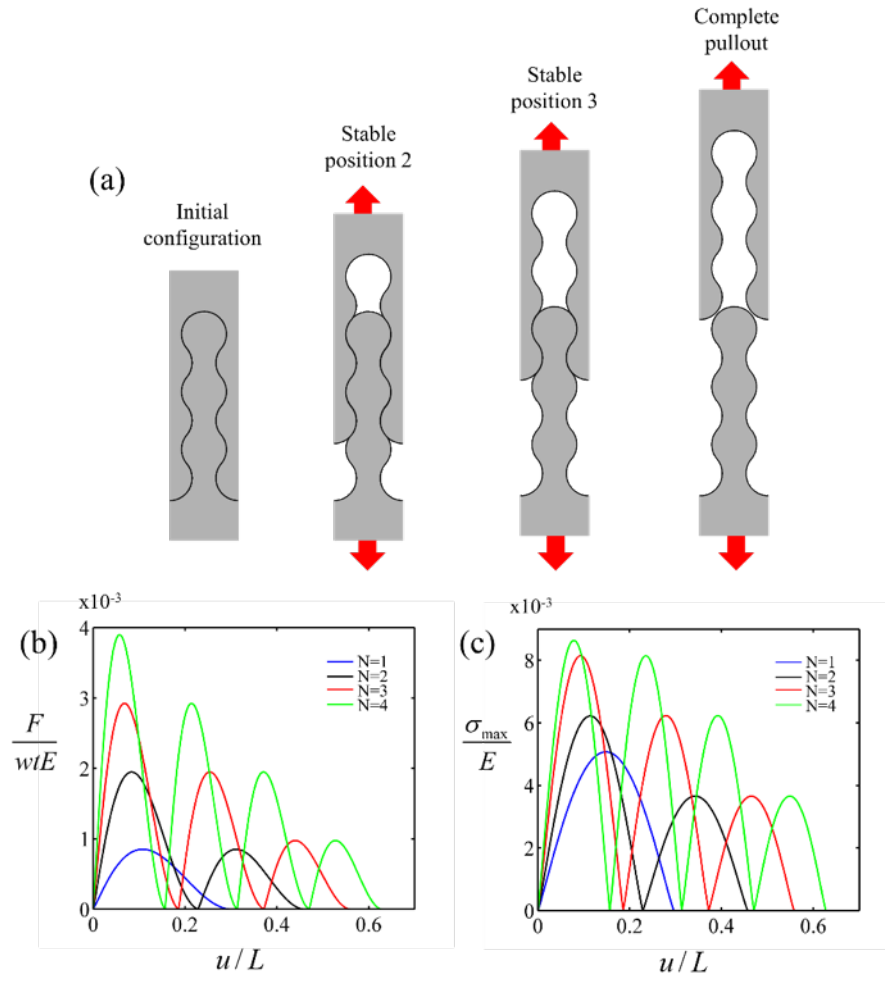 Complete
pullout
Stable
position 3
Stable
position 2
(a)
Initial
configuration
(b)
x10⁻³
4
3
2
1
0
F
wtE
N=1
N=2
N=3
N=4
0
0.2
0.4
0.6
u / L
(c)
x10⁻³
8
6
4
2
0
σmax
E
N=1
N=2
N=3
N=4
0
0.2
0.4
0.6
u / L